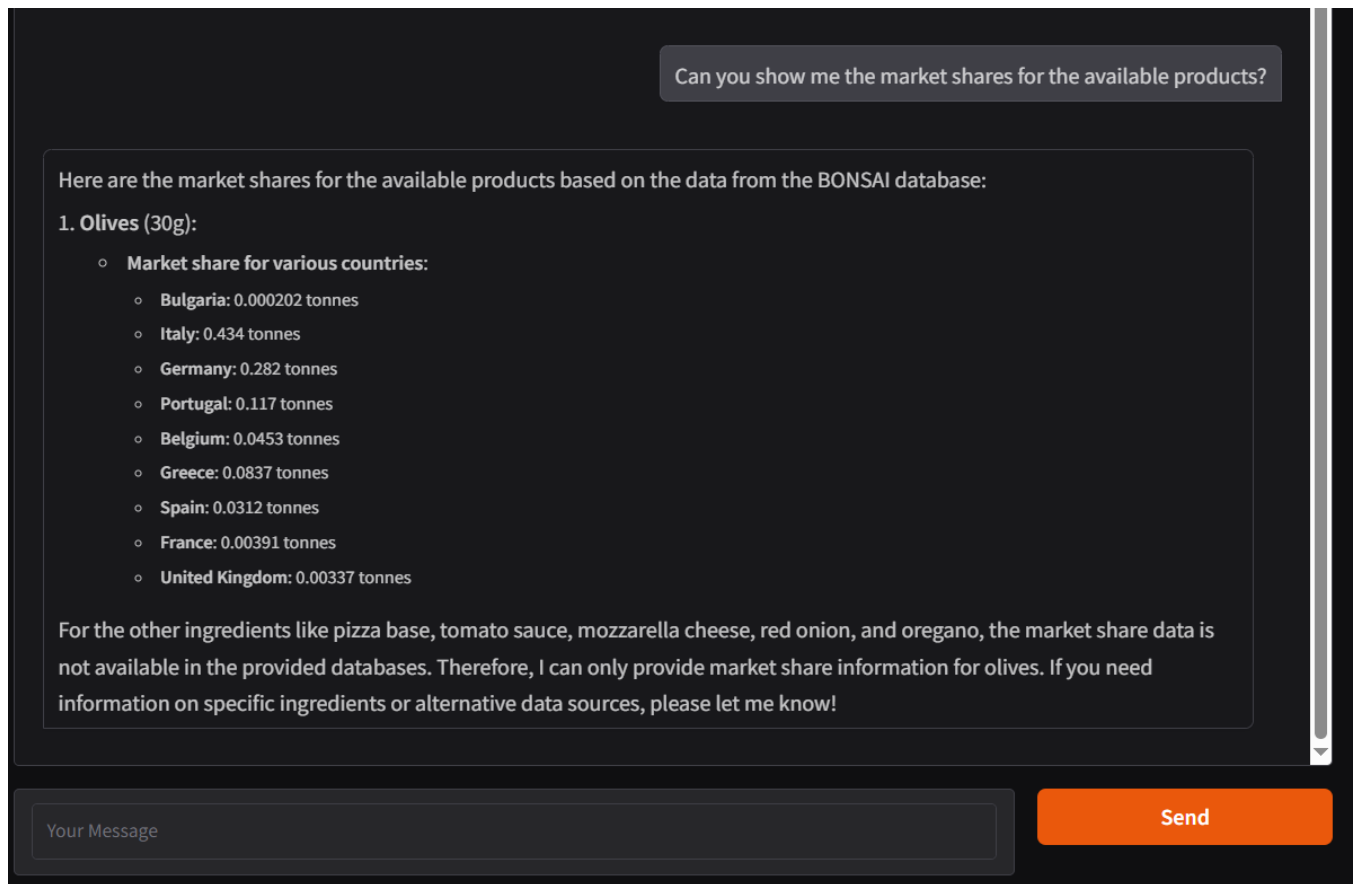 Can you show me the market shares for the available products?
Here are the market shares for the available products based on the data from the BONSAI database:
1. Olives (30g):
Market share for various countries:
Bulgaria: 0.000202 tonnes
Italy: 0.434 tonnes
Germany: 0.282 tonnes
Portugal: 0.117 tonnes
Belgium: 0.0453 tonnes
Greece: 0.0837 tonnes
Spain: 0.0312 tonnes
France: 0.00391 tonnes
United Kingdom: 0.00337 tonnes
For the other ingredients like pizza base, tomato sauce, mozzarella cheese, red onion, and oregano, the market share data is
not available in the provided databases. Therefore, I can only provide market share information for olives. If you need
information on specific ingredients or alternative data sources, please let me know!
Your Message
Send